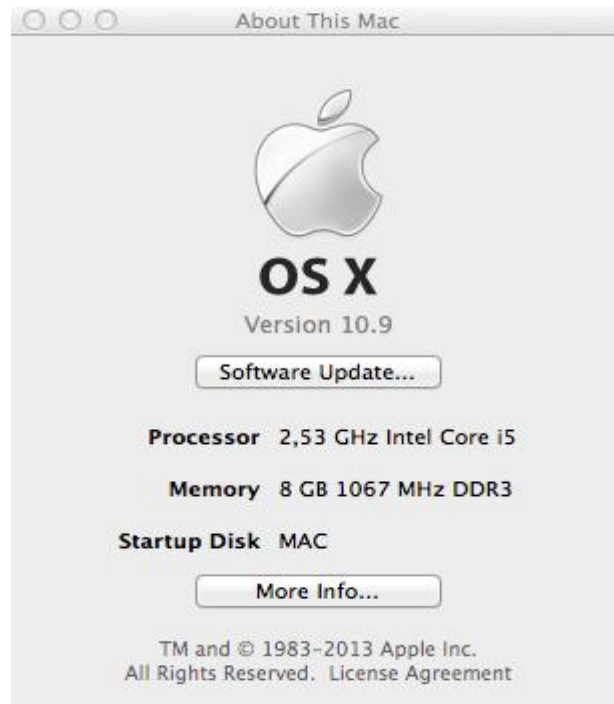 About This Mac
OS X
Version 10.9
Software Update...
Processor 2,53 GHz Intel Core i5
Memory 8 GB 1067 MHz DDR3
Startup Disk MAC
More Info...
TM and © 1983–2013 Apple Inc.
All Rights Reserved. License Agreement